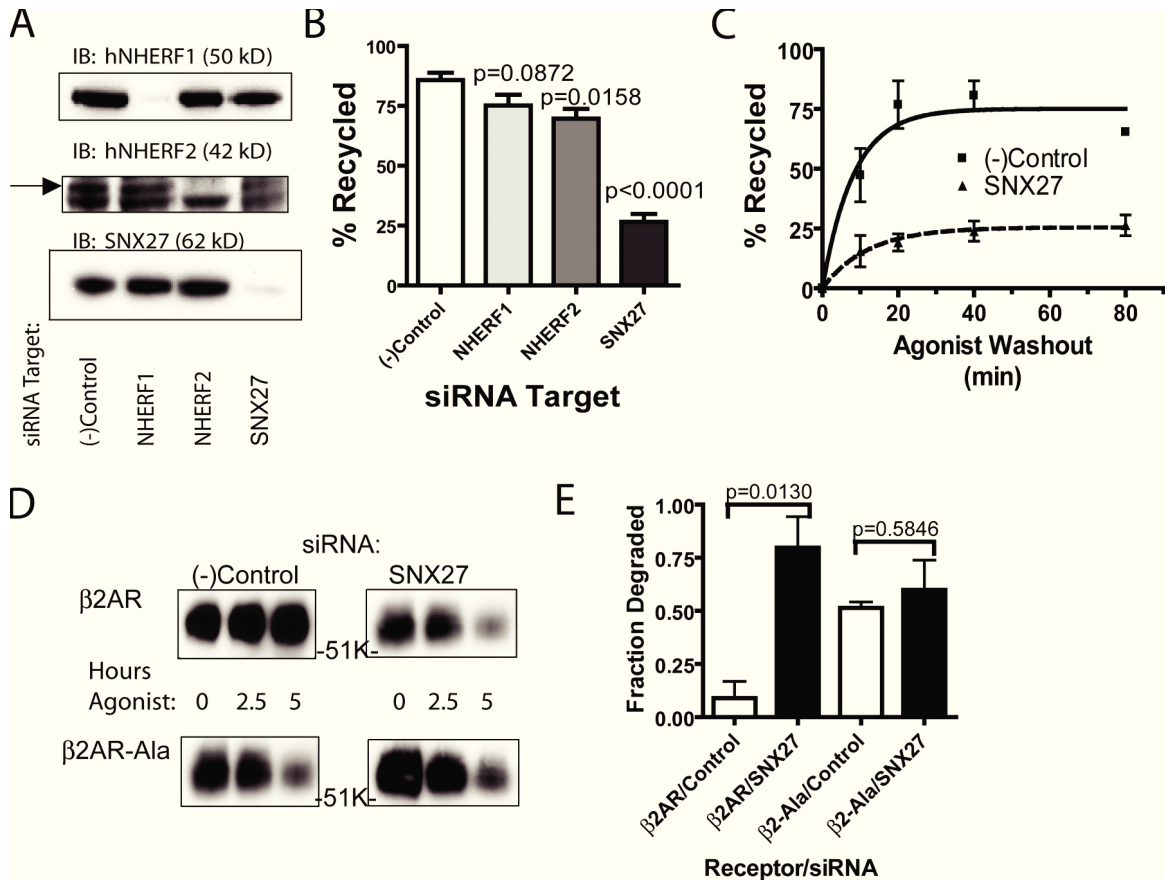 A
IB: hNHERF1 (50 kD)
IB: hNHERF2 (42 kD)
IB: SNX27 (62 kD)
siRNA Target:
(-)Control
NHERF1
NHERF2
SNX27
B
% Recycled
100
75
50
25
0
p=0.0872
p=0.0158
p<0.0001
(-)Control
NHERF1
NHERF2
SNX27
siRNA Target
C
% Recycled
100
75
50
25
0
(-)Control
SNX27
0 20 40 60 80
Agonist Washout
(min)
D
siRNA:
(-)Control SNX27
β2AR
-51K-
Hours
Agonist: 0 2.5 5 0 2.5 5
β2AR-Ala
-51K-
E
Fraction Degraded
1.00
0.75
0.50
0.25
0.00
p=0.0130
p=0.5846
β2AR/Control
β2AR/SNX27
β2-Ala/Control
β2-Ala/SNX27
Receptor/siRNA